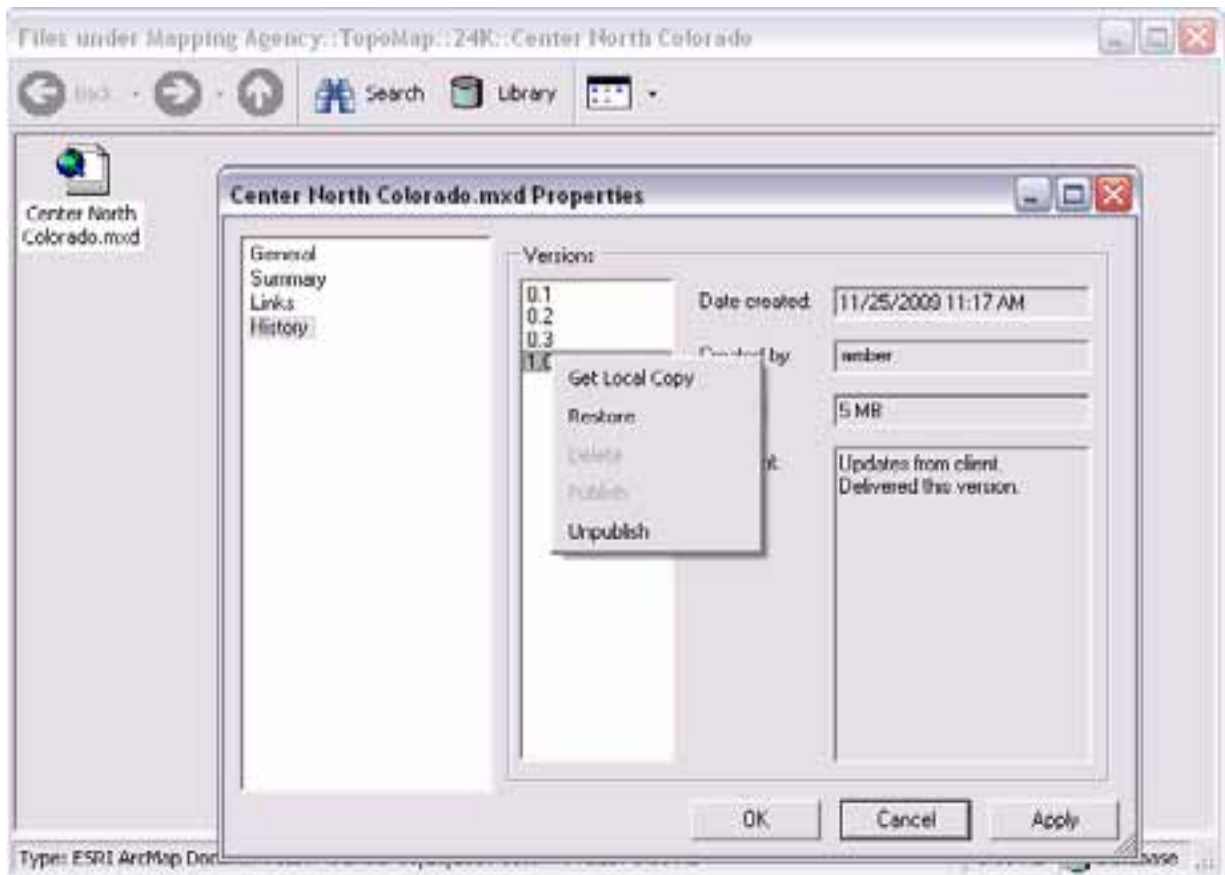 Files under Mapping Agency::TopoMap::24K::Center North Colorado
Back
Search
Library
Center North
Colorado.mxd
Center North Colorado.mxd Properties
General
Summary
Links
History
Versions
0.1
0.2
0.3
Date created
11/25/2009 11:17 AM
by
amber
5 MB
Updates from client.
Delivered this version.
Get Local Copy
Restore
Delete
Publish
Unpublish
OK
Cancel
Apply
Type: ESRI ArcMap